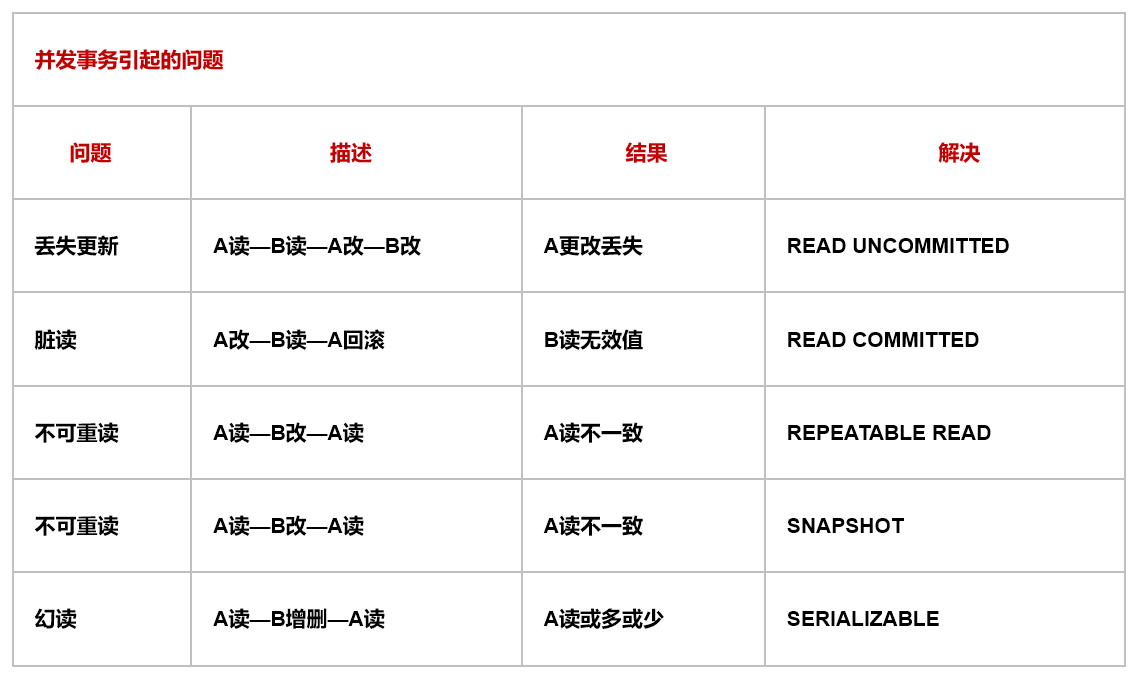 并发事务引起的问题
问题 描述 结果 解决
丢失更新 A读—B读—A改—B改 A更改丢失 READ UNCOMMITTED
脏读 A改—B读—A回滚 B读无效值 READ COMMITTED
不可重读 A读—B改—A读 A读不一致 REPEATABLE READ
不可重读 A读—B改—A读 A读不一致 SNAPSHOT
幻读 A读—B增删—A读 A读或多或少 SERIALIZABLE